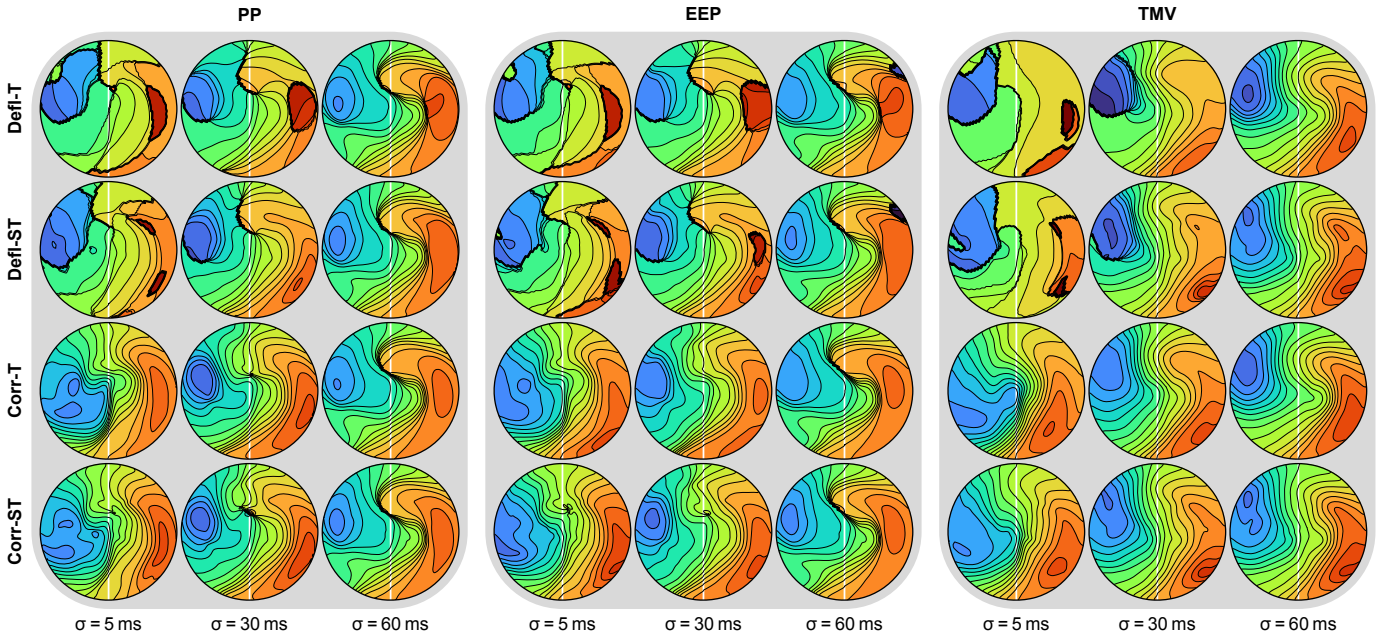 PP EEP TMV
Defl-T
Defl-ST
Corr-T
Corr-ST
σ = 5 ms σ = 30 ms σ = 60 ms σ = 5 ms σ = 30 ms σ = 60 ms σ = 5 ms σ = 30 ms σ = 60 ms